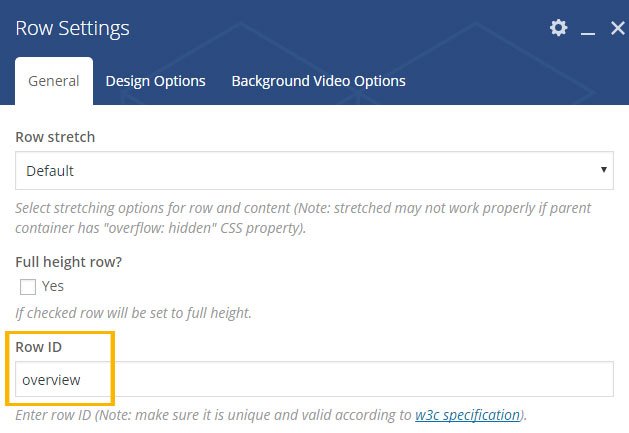 Row Settings
General Design Options Background Video Options
Row stretch
Default
Select stretching options for row and content (Note: stretched may not work properly if parent
container has "overflow: hidden" CSS property).
Full height row?
Yes
If checked row will be set to full height.
Row ID
overview
Enter row ID (Note: make sure it is unique and valid according to w3c specification).